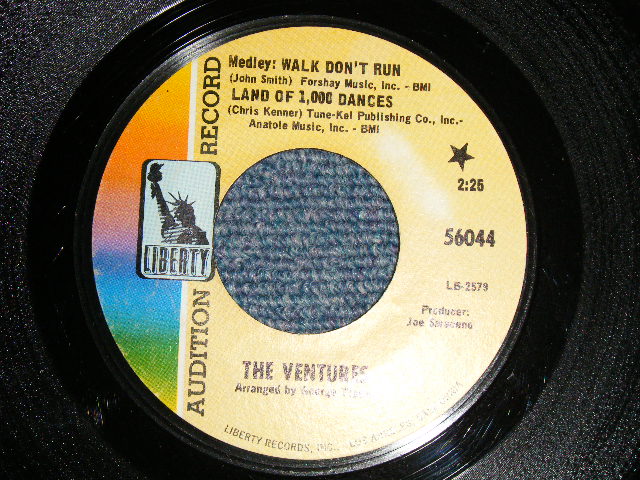 Medley: WALK DON'T RUN
(John Smith) Forshay Music, Inc. - BMI
LAND OF 1,000 DANCES
(Chris Kenner) Tune-Kel Publishing Co., Inc.-
Anatole Music, Inc. - BMI
AUDITION RECORD
LIBERTY
2:25
56044
LB-2579
Producer:
Joe Saraceno
THE VENTURES
Arranged by George
LIBERTY RECORDS, INC., LOS ANGELES,